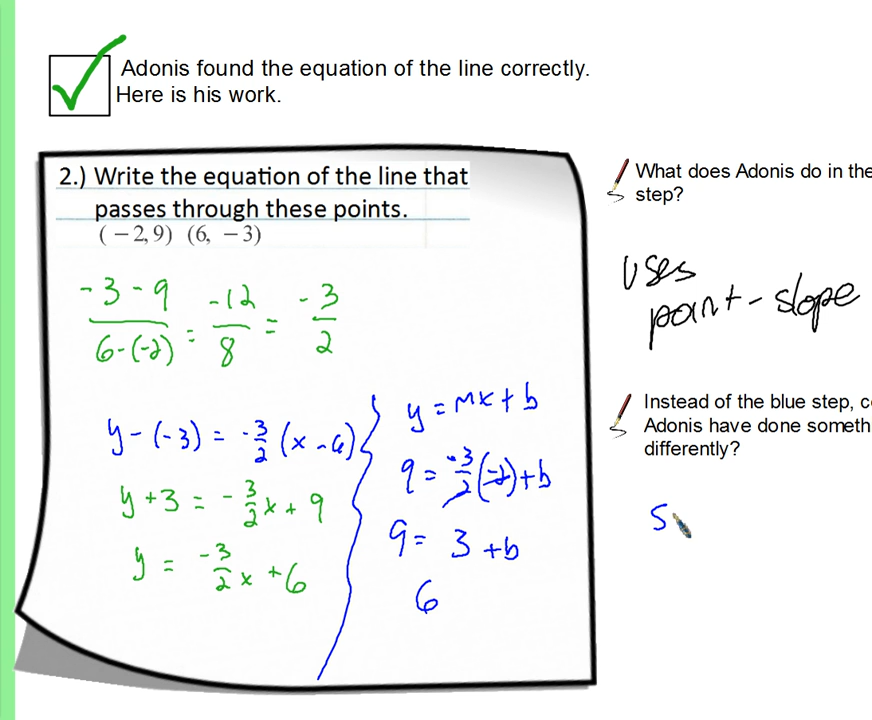 Adonis found the equation of the line correctly.
Here is his work.
2.) Write the equation of the line that
passes through these points.
(−2, 9) (6, −3)
-3 - 9 / 6-(-2) = -12 / 8 = -3 / 2
y-(-3) = -3/2 (x - 6)
y + 3 = -3/2 x + 9
y = -3/2 x + 6
y = mx + b
9 = -3/2 (-2) + b
9 = 3 + b
6
What does Adonis do in the
step?
uses
point-slope
Instead of the blue step, c
Adonis have done someth
differently?
S